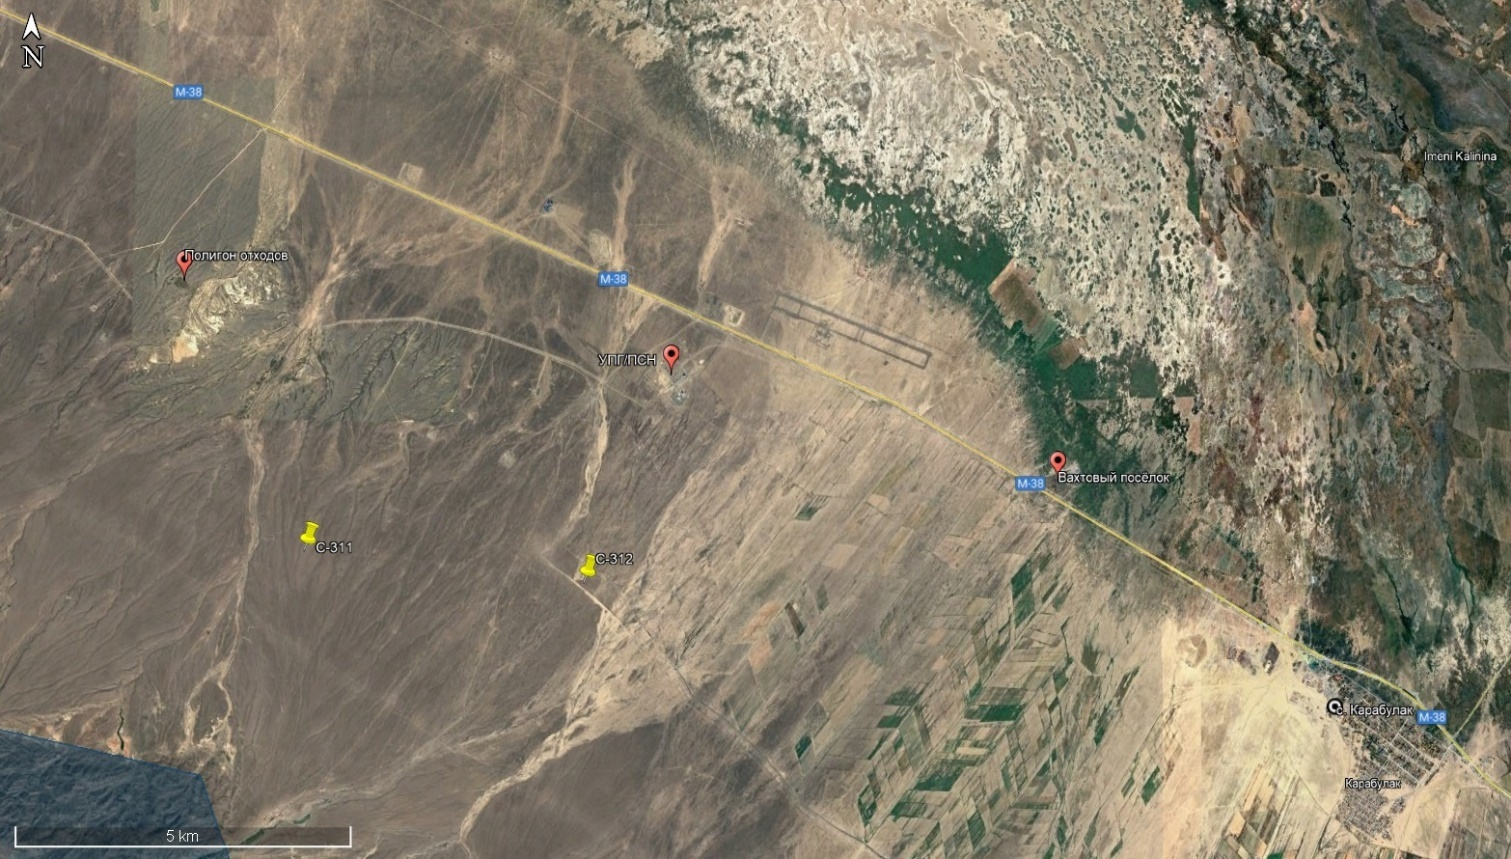 N
М-38
Imeni Kalinina
Полигон отходов
М-38
УПГ/ПСН
Вахтовый посёлок
М-38
С-311
С-312
с. Карабулак
М-38
Карабулак
5 km